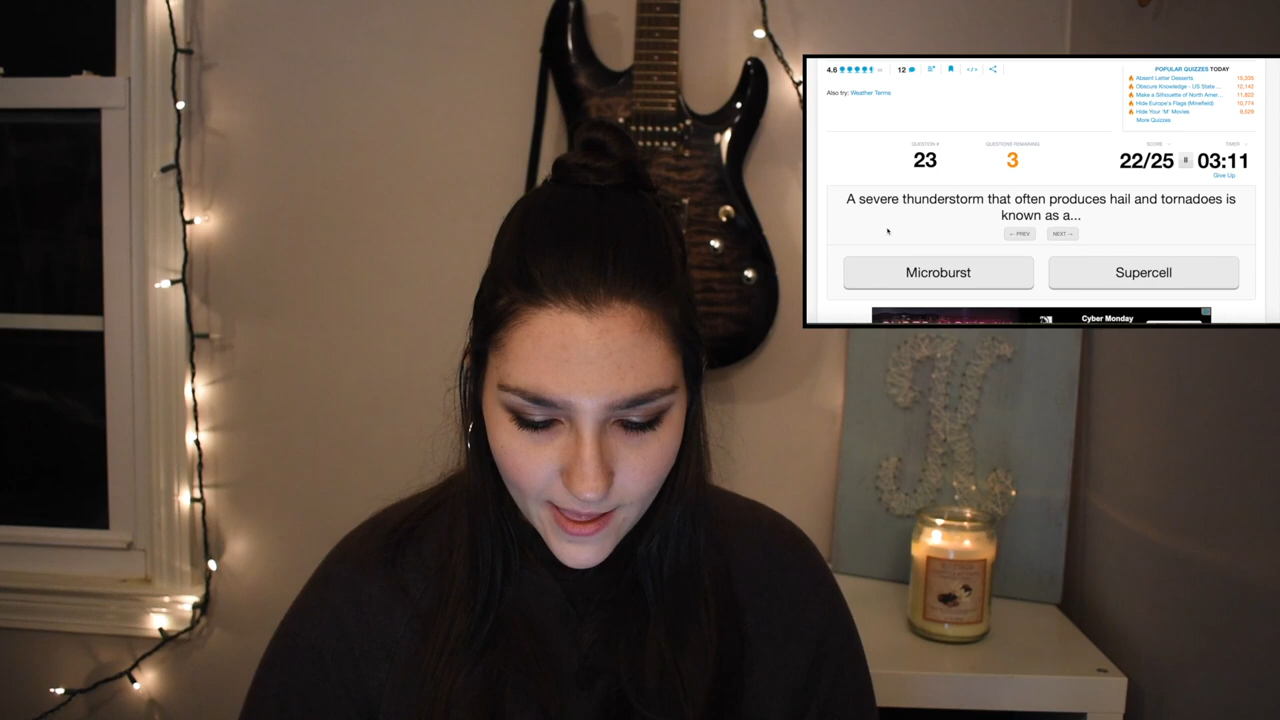 4.6
12
Also try: Weather Terms
POPULAR QUIZZES TODAY
Absent Letter Desserts 15,335
Obscure Knowledge - US State ... 12,142
Make a Silhouette of North Amer... 11,822
Hide Europe's Flags (Minefield) 10,774
Hide Your 'M' Movies 9,529
More Quizzes
QUESTION # QUESTIONS REMAINING SCORE TIMER
23 3 22/25 03:11
Give Up
A severe thunderstorm that often produces hail and tornadoes is
known as a...
← PREV NEXT →
Microburst Supercell
Cyber Monday